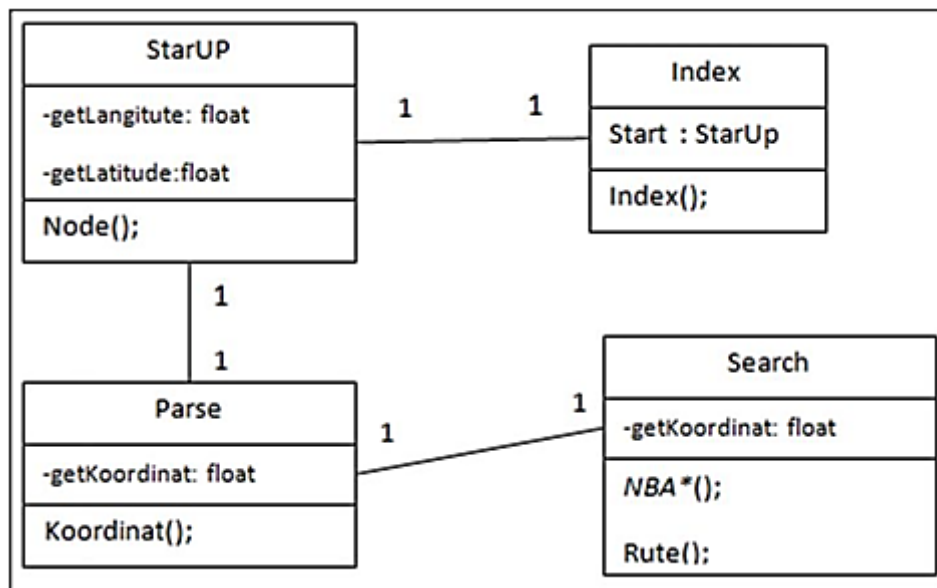 StarUP
-getLangitute: float
-getLatitude:float
Node();
1
1
Index
Start : StarUp
Index();
1
1
Parse
-getKoordinat: float
Koordinat();
1
1
Search
-getKoordinat: float
NBA*();
Rute();